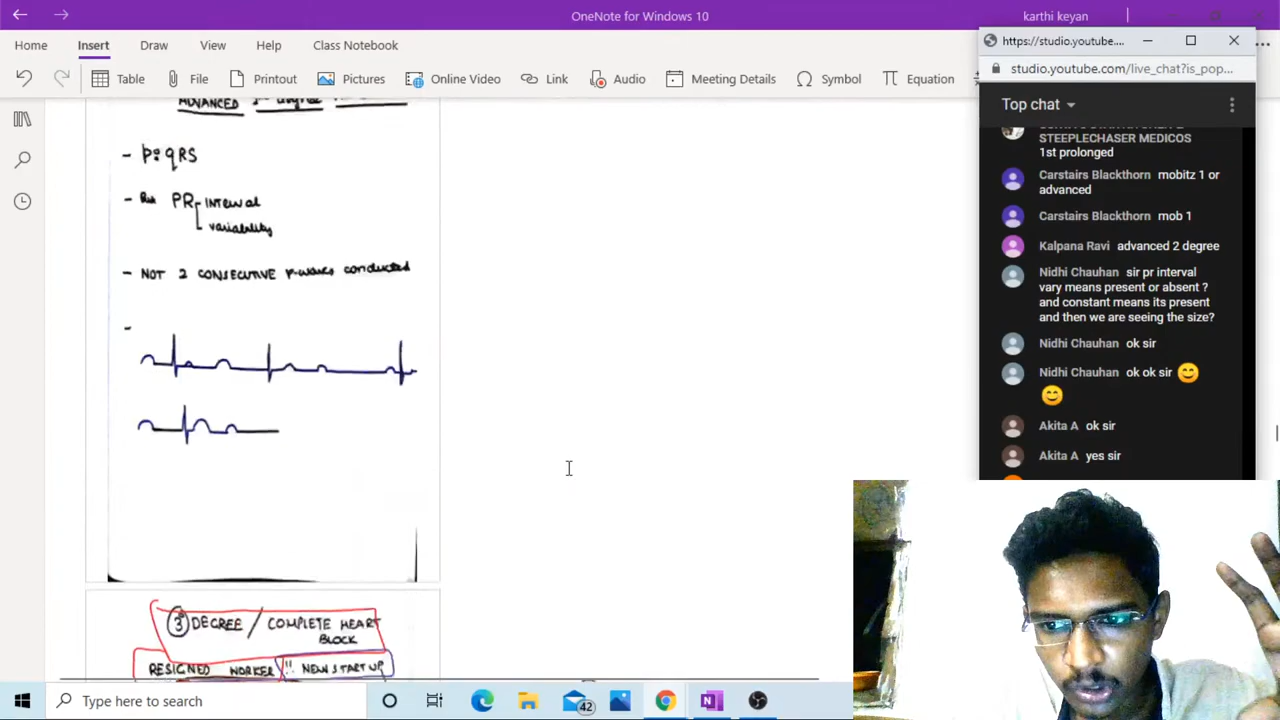 OneNote for Windows 10
karthi keyan
Home
Insert
Draw
View
Help
Class Notebook
Table
File
Printout
Pictures
Online Video
Link
Audio
Meeting Details
Symbol
Equation
https://studio.youtube....
studio.youtube.com/live_chat?is_pop...
Top chat
STEEPLECHASER MEDICOS
1st prolonged
Carstairs Blackthorn mobitz 1 or
advanced
Carstairs Blackthorn mob 1
Kalpana Ravi advanced 2 degree
Nidhi Chauhan sir pr interval
vary means present or absent ?
and constant means its present
and then we are seeing the size?
Nidhi Chauhan ok sir
Nidhi Chauhan ok ok sir 😊
😊
Akita A ok sir
Akita A yes sir
ADVANCED 2° degree
- p: qRS
- PR - interval
variability
- NOT 2 CONSECUTIVE p-waves conducted
-
③ DEGREE / COMPLETE HEART
BLOCK
RESIGNED WORKER !! NEW START UP
Type here to search
42